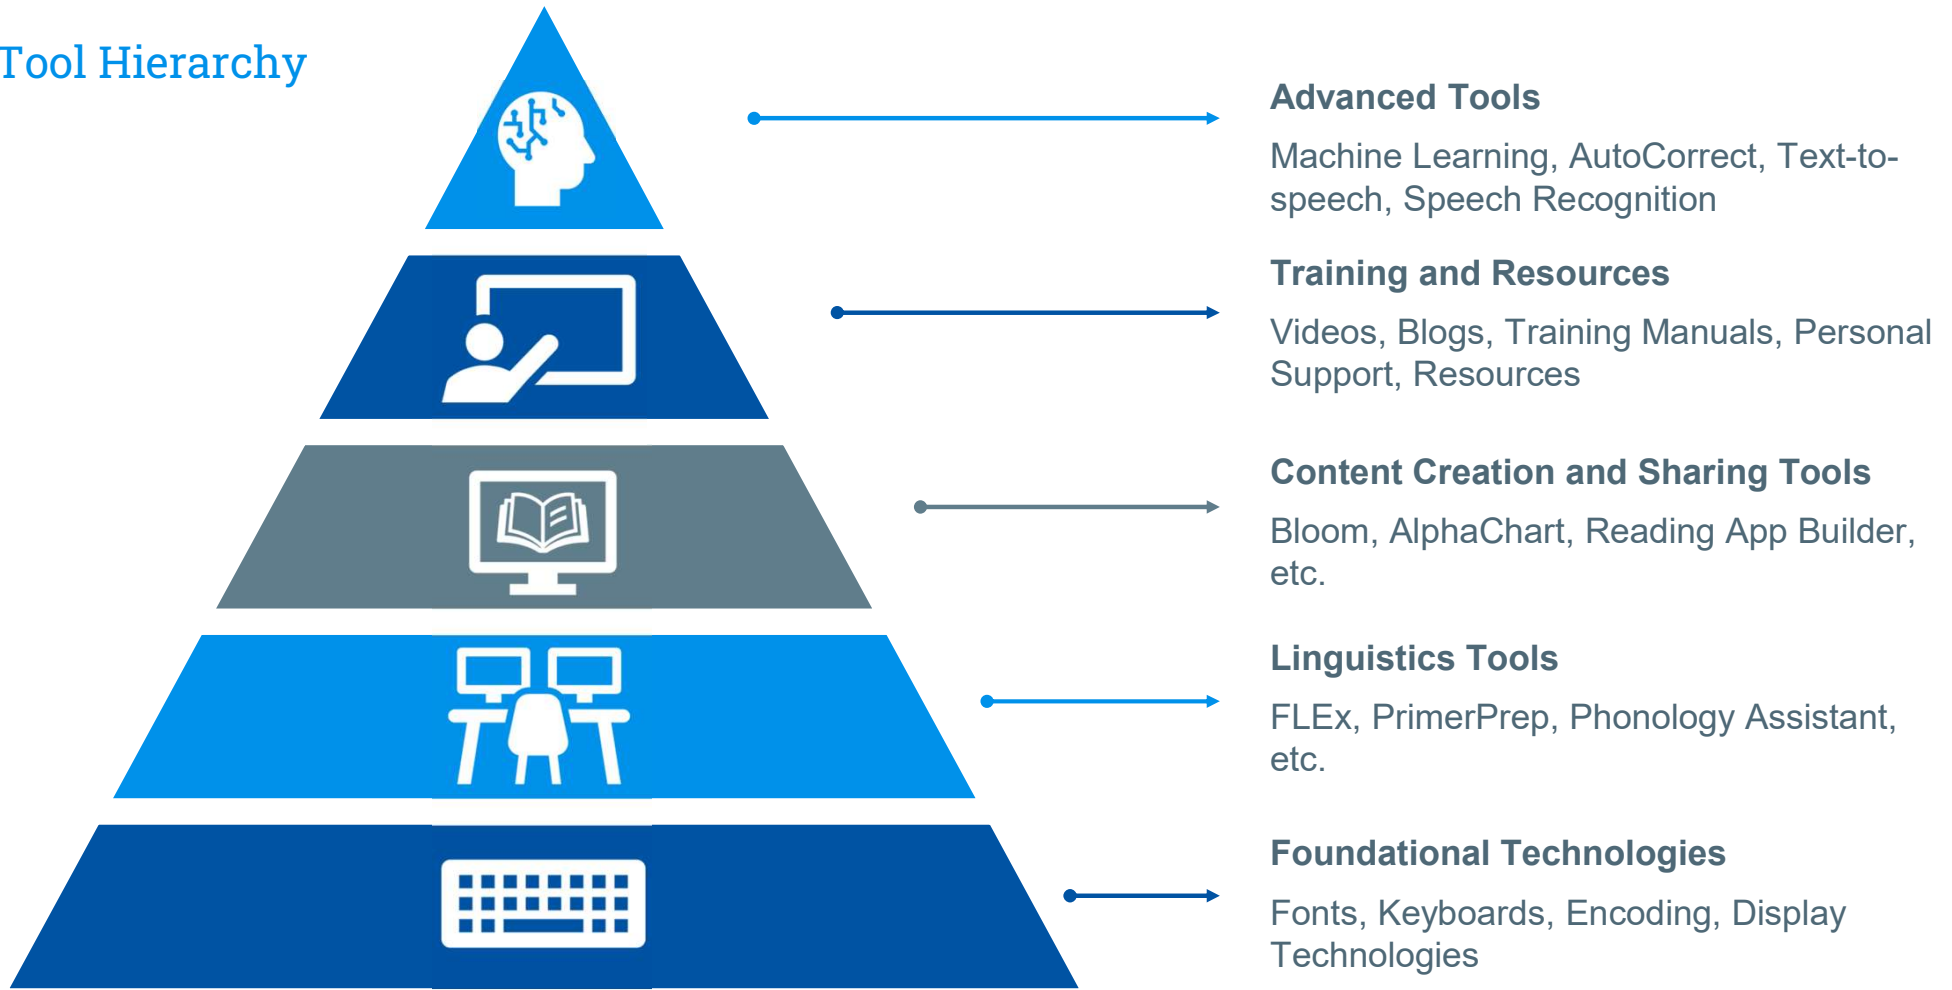 Tool Hierarchy
Advanced Tools
Machine Learning, AutoCorrect, Text-to-
speech, Speech Recognition
Training and Resources
Videos, Blogs, Training Manuals, Personal
Support, Resources
Content Creation and Sharing Tools
Bloom, AlphaChart, Reading App Builder,
etc.
Linguistics Tools
FLEx, PrimerPrep, Phonology Assistant,
etc.
Foundational Technologies
Fonts, Keyboards, Encoding, Display
Technologies